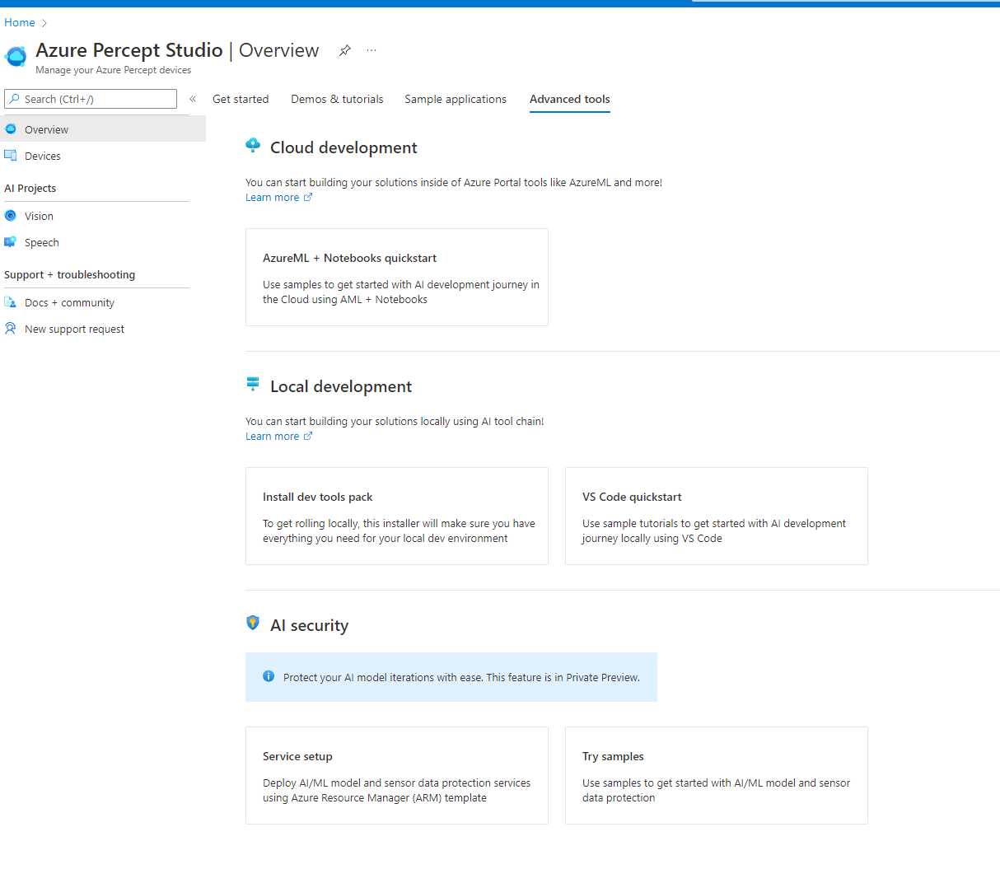 Home
Azure Percept Studio | Overview
Manage your Azure Percept devices
Search (Ctrl+/)
Overview
Devices
AI Projects
Vision
Speech
Support + troubleshooting
Docs + community
New support request
Get started Demos & tutorials Sample applications Advanced tools
Cloud development
You can start building your solutions inside of Azure Portal tools like AzureML and more!
Learn more
AzureML + Notebooks quickstart
Use samples to get started with AI development journey in
the Cloud using AML + Notebooks
Local development
You can start building your solutions locally using AI tool chain!
Learn more
Install dev tools pack
To get rolling locally, this installer will make sure you have
everything you need for your local dev environment
VS Code quickstart
Use sample tutorials to get started with AI development
journey locally using VS Code
AI security
Protect your AI model iterations with ease. This feature is in Private Preview.
Service setup
Deploy AI/ML model and sensor data protection services
using Azure Resource Manager (ARM) template
Try samples
Use samples to get started with AI/ML model and sensor
data protection